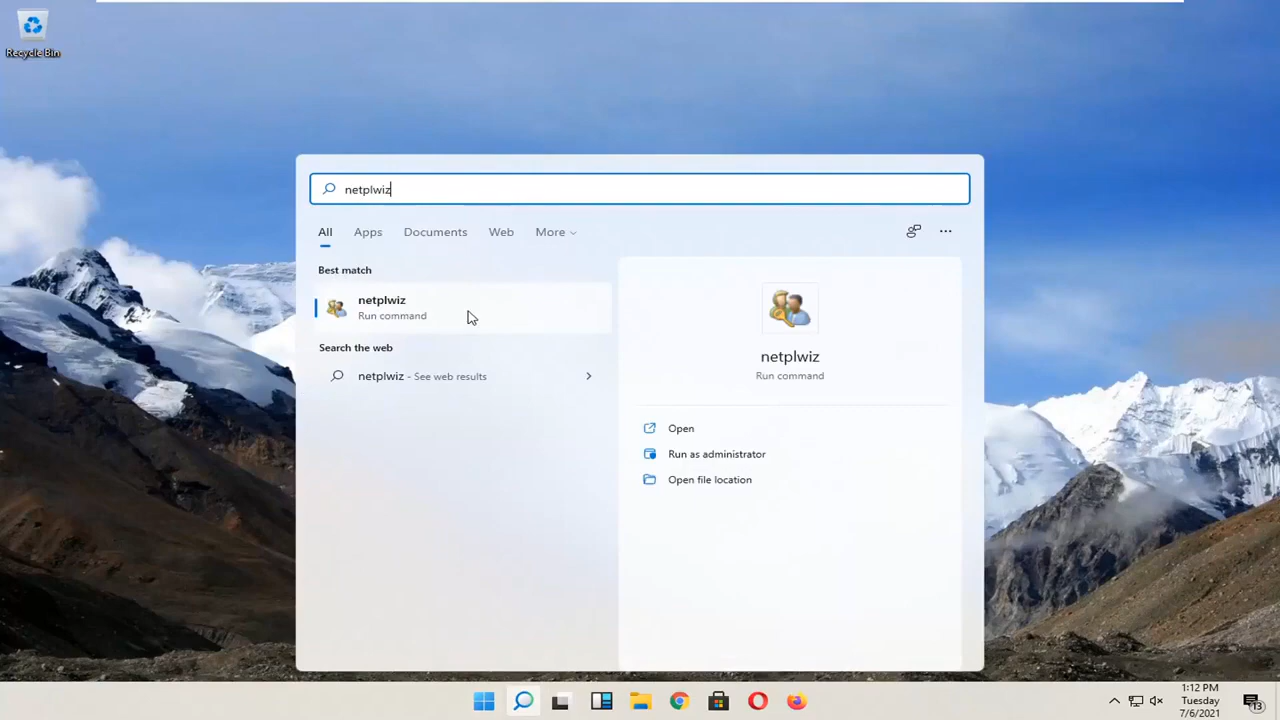 Recycle Bin
netplwiz
All Apps Documents Web More
Best match
netplwiz
Run command
Search the web
netplwiz - See web results
netplwiz
Run command
Open
Run as administrator
Open file location
1:12 PM
Tuesday
7/6/2021
13